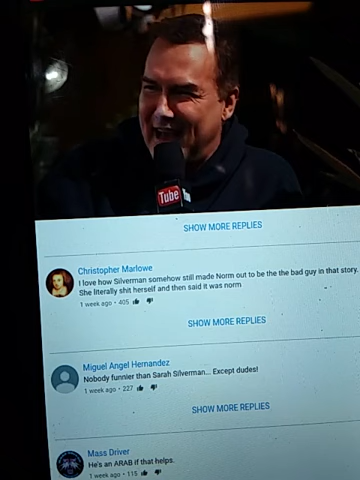 Tube
SHOW MORE REPLIES
Christopher Marlowe
I love how Silverman somehow still made Norm out to be the the bad guy in that story.
She literally shit herself and then said it was norm
1 week ago • 405
SHOW MORE REPLIES
Miguel Angel Hernandez
Nobody funnier than Sarah Silverman... Except dudes!
1 week ago • 227
SHOW MORE REPLIES
Mass Driver
He's an ARAB if that helps.
1 week ago • 115